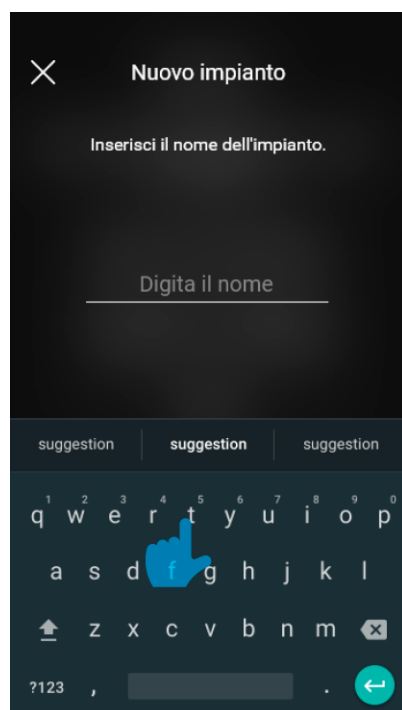 Nuovo impianto
Inserisci il nome dell'impianto.
Digita il nome
suggestion suggestion suggestion
1 2 3 4 5 6 7 8 9 0
q w e r t y u i o p
a s d f g h j k l
z x c v b n m
?123 , .